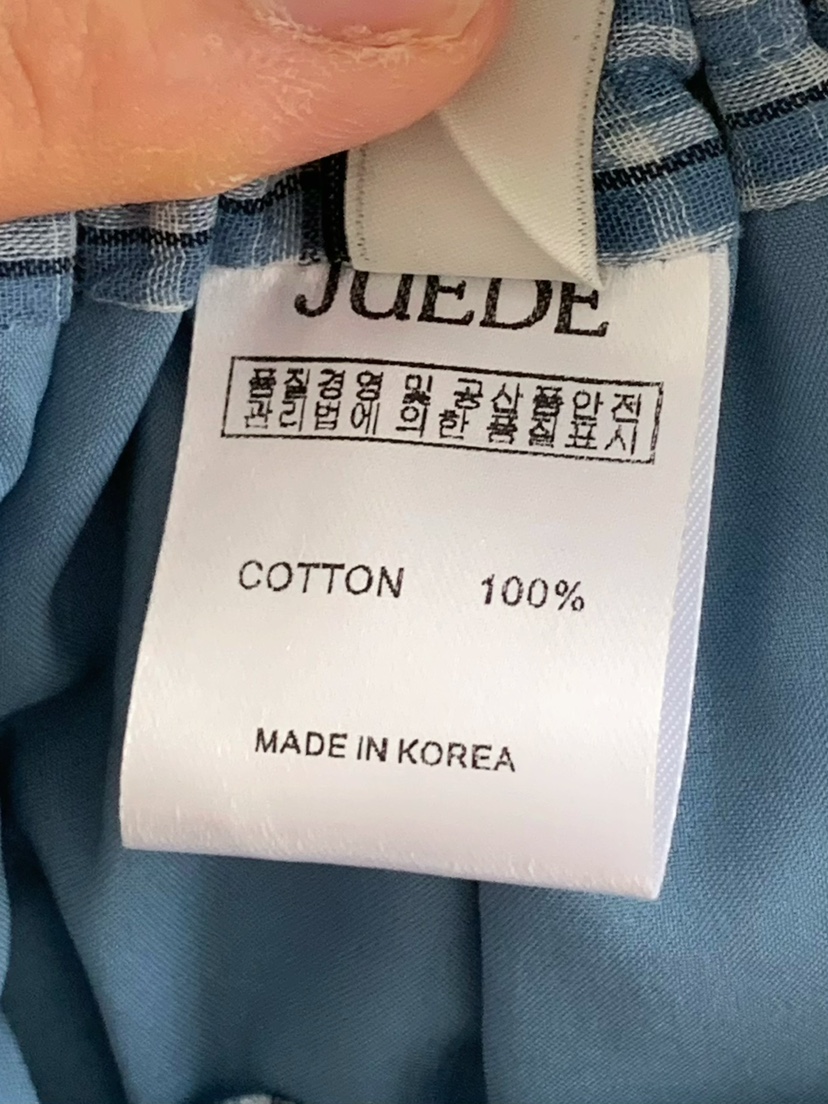 JUEDE
품질경영 및 공산품안전
관리법에 의한 품질표시
COTTON 100%
MADE IN KOREA